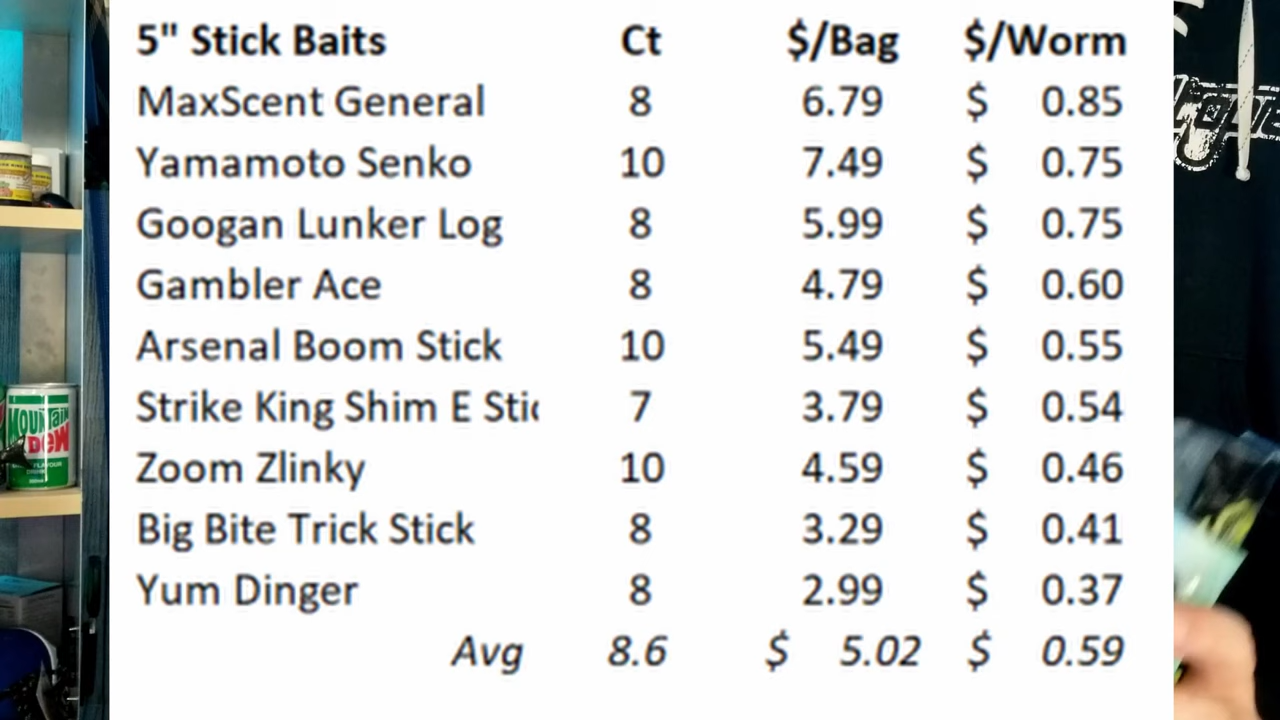 5" Stick Baits Ct $/Bag $/Worm
MaxScent General 8 6.79 $ 0.85
Yamamoto Senko 10 7.49 $ 0.75
Googan Lunker Log 8 5.99 $ 0.75
Gambler Ace 8 4.79 $ 0.60
Arsenal Boom Stick 10 5.49 $ 0.55
Strike King Shim E Stic 7 3.79 $ 0.54
Zoom Zlinky 10 4.59 $ 0.46
Big Bite Trick Stick 8 3.29 $ 0.41
Yum Dinger 8 2.99 $ 0.37
Avg 8.6 $ 5.02 $ 0.59
MOUNTAIN
DEW